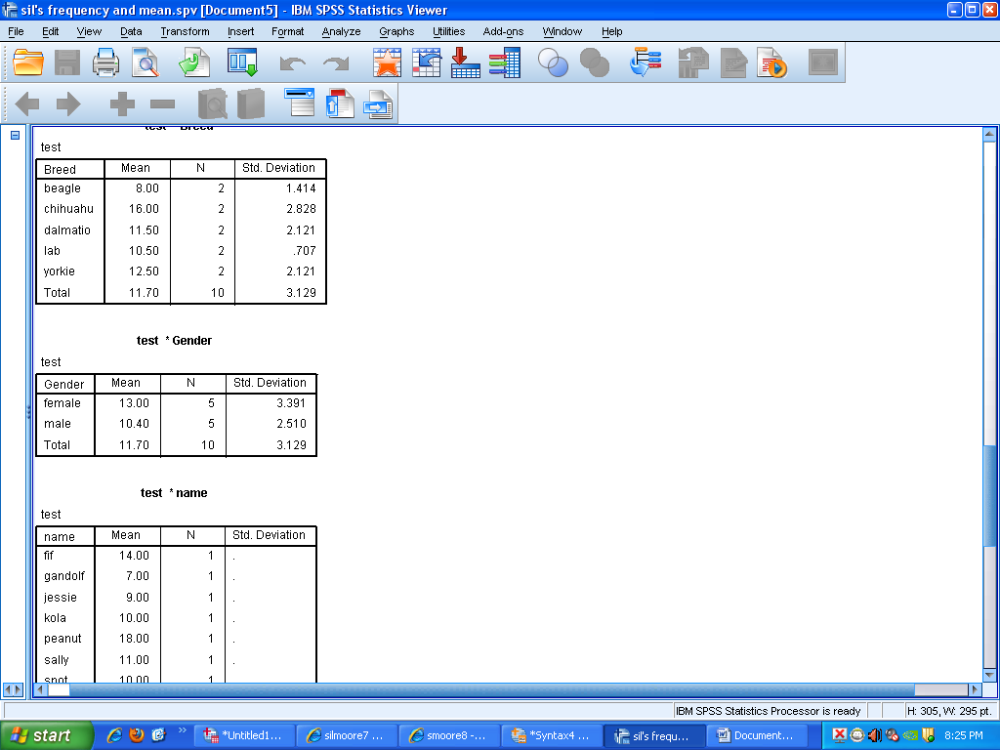 sil's frequency and mean.spv [Document5] - IBM SPSS Statistics Viewer
File Edit View Data Transform Insert Format Analyze Graphs Utilities Add-ons Window Help
test * Breed
test
Breed Mean N Std. Deviation
beagle 8.00 2 1.414
chihuahu 16.00 2 2.828
dalmatio 11.50 2 2.121
lab 10.50 2 .707
yorkie 12.50 2 2.121
Total 11.70 10 3.129
test * Gender
test
Gender Mean N Std. Deviation
female 13.00 5 3.391
male 10.40 5 2.510
Total 11.70 10 3.129
test * name
test
name Mean N Std. Deviation
fif 14.00 1 .
gandolf 7.00 1 .
jessie 9.00 1 .
kola 10.00 1 .
peanut 18.00 1 .
sally 11.00 1 .
spot 10.00 1
IBM SPSS Statistics Processor is ready H: 305, W: 295 pt.
start *Untitled1... silmoore7 ... smoore8 -... *Syntax4 ... sil's frequ... Document... 8:25 PM